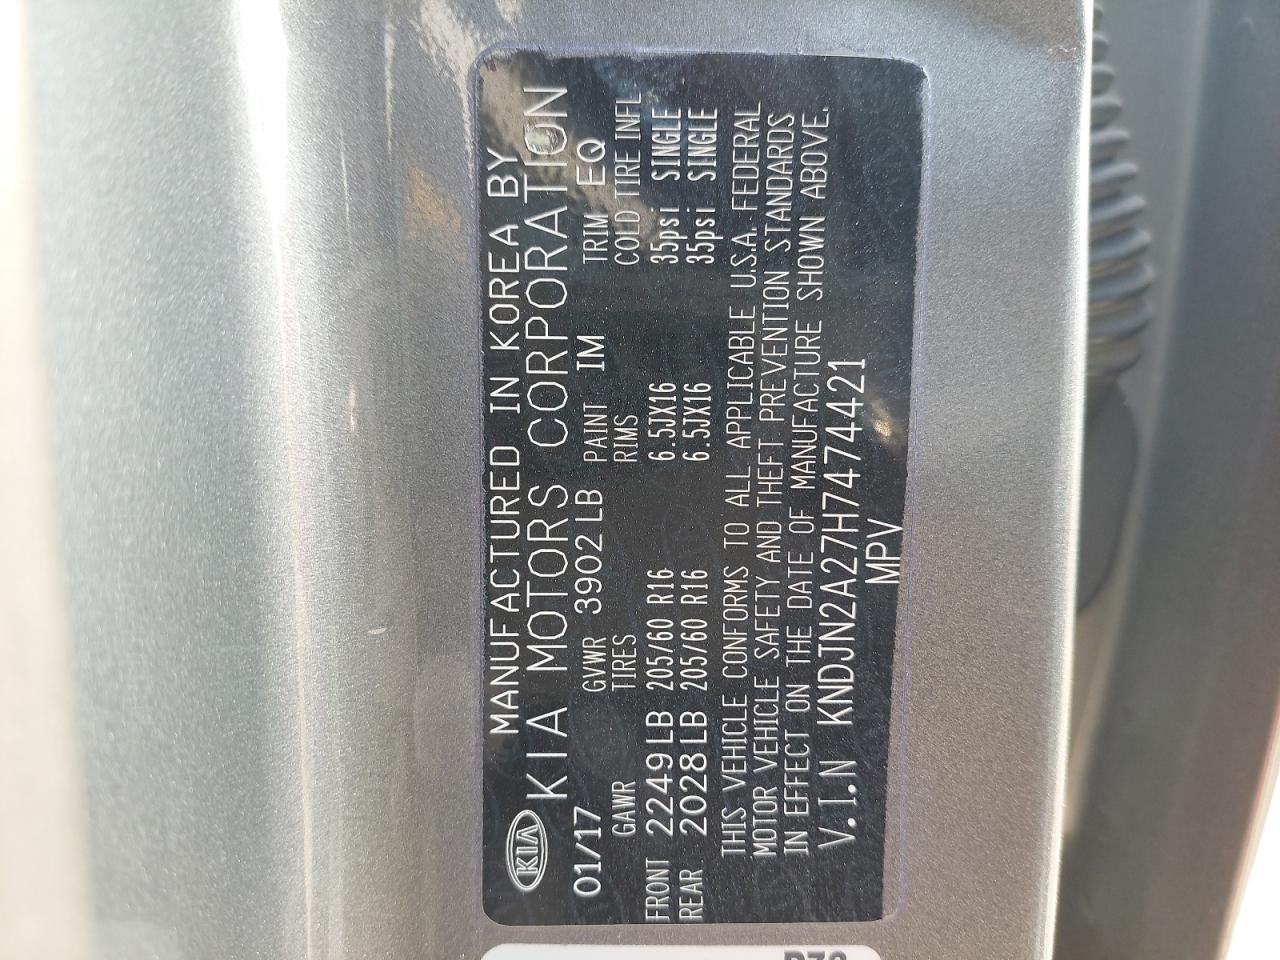 KIA MANUFACTURED IN KOREA BY
KIA MOTORS CORPORATION
01/17 GVWR 3902LB PAINT IM TRIM EQ
GAWR TIRES RIMS COLD TIRE INFL
FRONT 2249LB 205/60 R16 6.5JX16 35psi SINGLE
REAR 2028LB 205/60 R16 6.5JX16 35psi SINGLE
THIS VEHICLE CONFORMS TO ALL APPLICABLE U.S.A. FEDERAL
MOTOR VEHICLE SAFETY AND THEFT PREVENTION STANDARDS
IN EFFECT ON THE DATE OF MANUFACTURE SHOWN ABOVE.
V.I.N KNDJN2A27H7474421
MPV